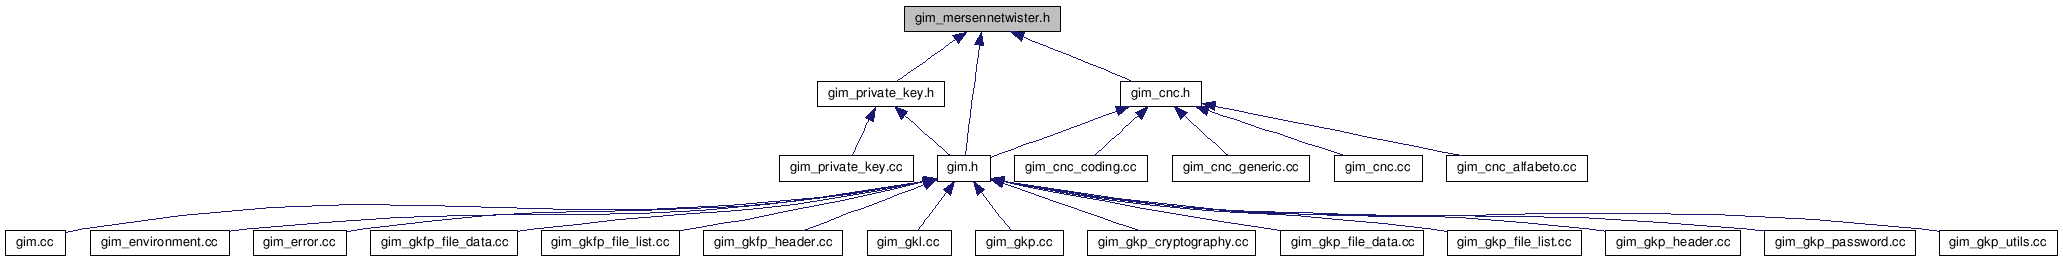 gim_mersennetwister.h
gim_private_key.h
gim_cnc.h
gim_private_key.cc
gim.h
gim_cnc_coding.cc
gim_cnc_generic.cc
gim_cnc.cc
gim_cnc_alfabeto.cc
gim.cc
gim_environment.cc
gim_error.cc
gim_gkfp_file_data.cc
gim_gkfp_file_list.cc
gim_gkfp_header.cc
gim_gkl.cc
gim_gkp.cc
gim_gkp_cryptography.cc
gim_gkp_file_data.cc
gim_gkp_file_list.cc
gim_gkp_header.cc
gim_gkp_password.cc
gim_gkp_utils.cc